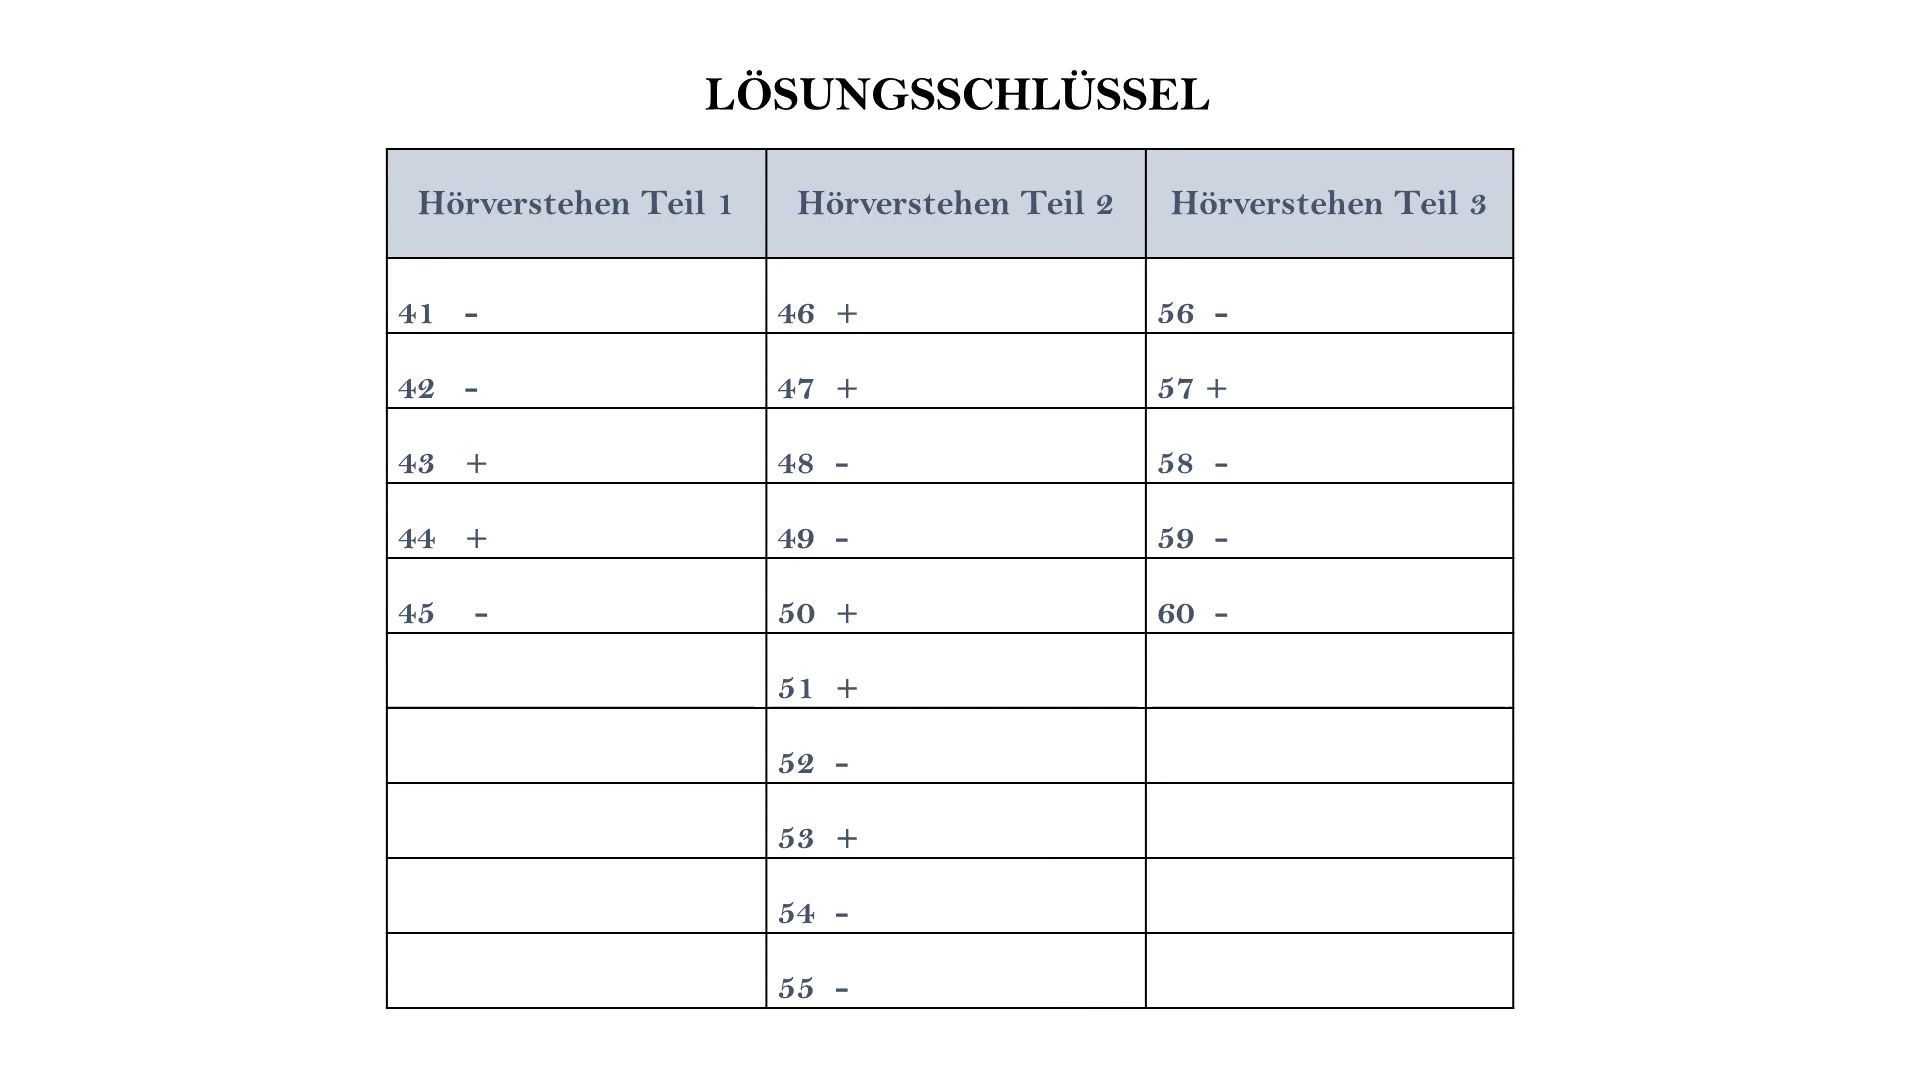 LÖSUNGSSCHLÜSSEL
Hörverstehen Teil 1 Hörverstehen Teil 2 Hörverstehen Teil 3
41 - 46 + 56 -
42 - 47 + 57 +
43 + 48 - 58 -
44 + 49 - 59 -
45 - 50 + 60 -
51 +
52 -
53 +
54 -
55 -